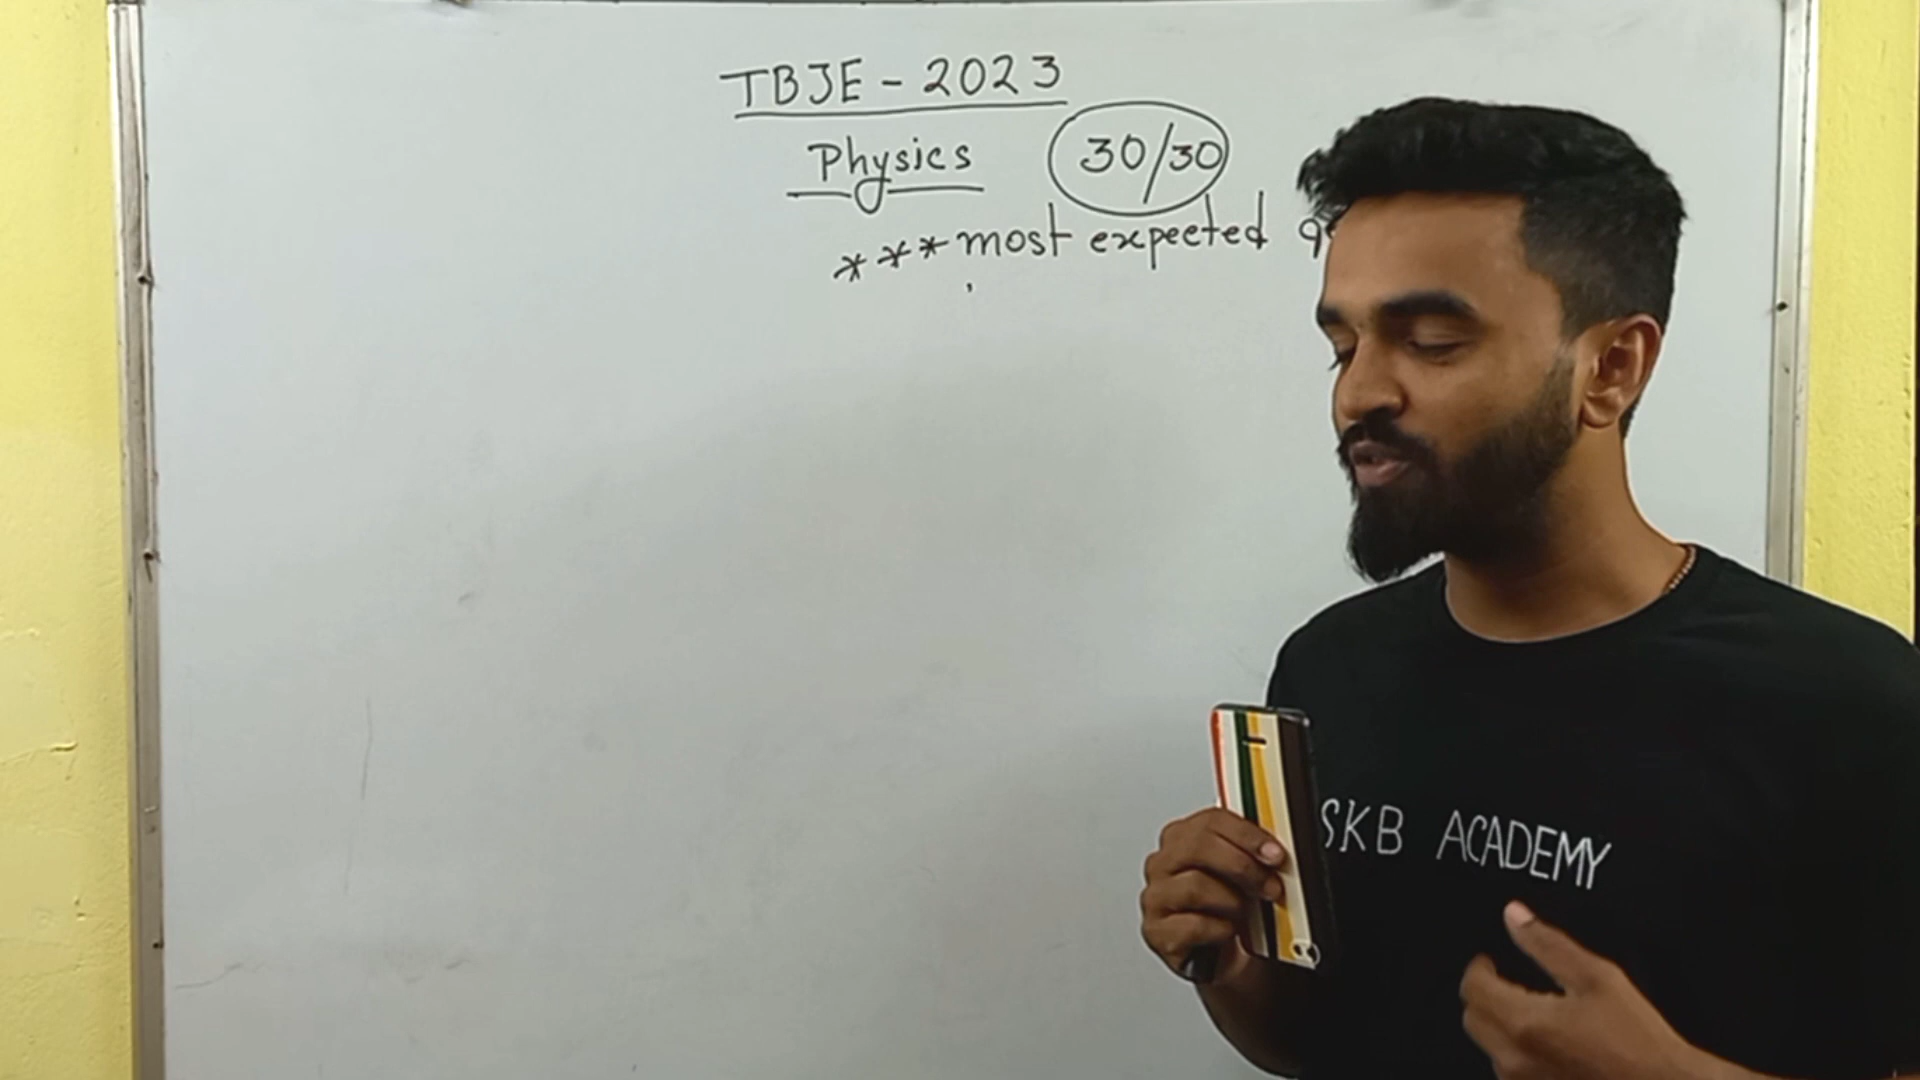 TBJE - 2023
Physics 30/30
*** most expected
SKB ACADEMY